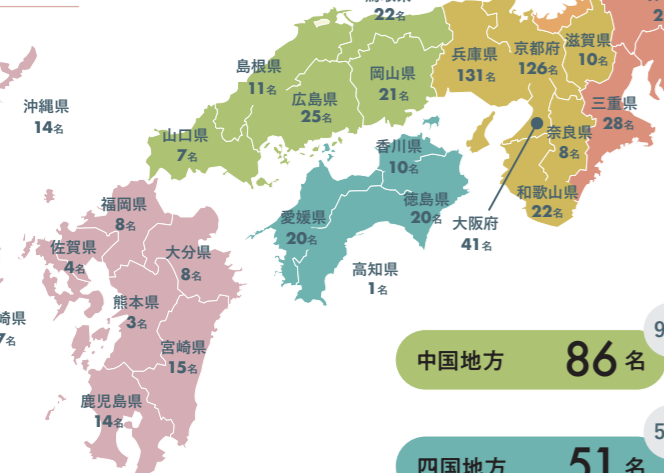 22名
兵庫県
131名
京都府
126名
滋賀県
10名
島根県
11名
岡山県
21名
広島県
25名
三重県
28名
沖縄県
14名
山口県
7名
奈良県
8名
香川県
10名
和歌山県
22名
徳島県
20名
愛媛県
20名
大阪府
41名
高知県
1名
福岡県
8名
佐賀県
4名
大分県
8名
熊本県
3名
崎県
7名
宮崎県
15名
鹿児島県
14名
中国地方 86名
四国地方 51名